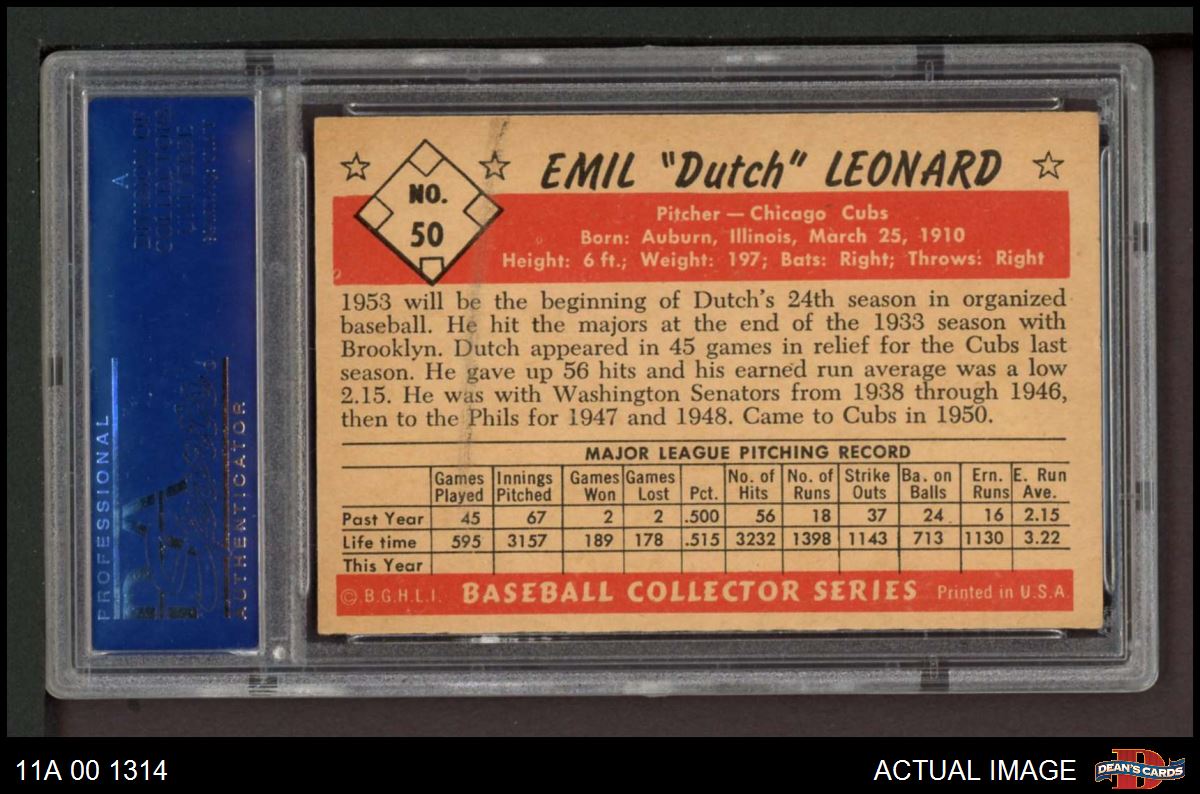 EMIL "Dutch" LEONARD
NO.
50
Pitcher — Chicago Cubs
Born: Auburn, Illinois, March 25, 1910
Height: 6 ft.; Weight: 197; Bats: Right; Throws: Right
1953 will be the beginning of Dutch's 24th season in organized
baseball. He hit the majors at the end of the 1933 season with
Brooklyn. Dutch appeared in 45 games in relief for the Cubs last
season. He gave up 56 hits and his earned run average was a low
2.15. He was with Washington Senators from 1938 through 1946,
then to the Phils for 1947 and 1948. Came to Cubs in 1950.
MAJOR LEAGUE PITCHING RECORD
Games Innings Games Games No. of No. of Strike Ba. on Ern. E. Run
Played Pitched Won Lost Pct. Hits Runs Outs Balls Runs Ave.
Past Year 45 67 2 2 .500 56 18 37 24 16 2.15
Life time 595 3157 189 178 .515 3232 1398 1143 713 1130 3.22
This Year
© B.G.H.L.I. BASEBALL COLLECTOR SERIES Printed in U.S.A.
A
DIVISION OF
COLLECTORS
UNIVERSE
PROFESSIONAL
PSA
AUTHENTICATOR
11A 00 1314
ACTUAL IMAGE
D
DEAN'S CARDS